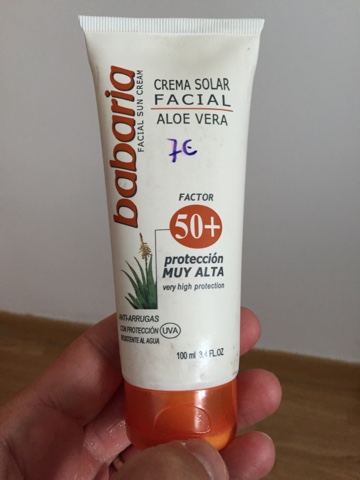 babaria
FACIAL SUN CREAM
CREMA SOLAR
FACIAL
ALOE VERA
7€
FACTOR
50+
protección
MUY ALTA
very high protection
ANTI-ARRUGAS
CON PROTECCIÓN UVA
RESISTENTE AL AGUA
100 ml 3.4 FL.OZ